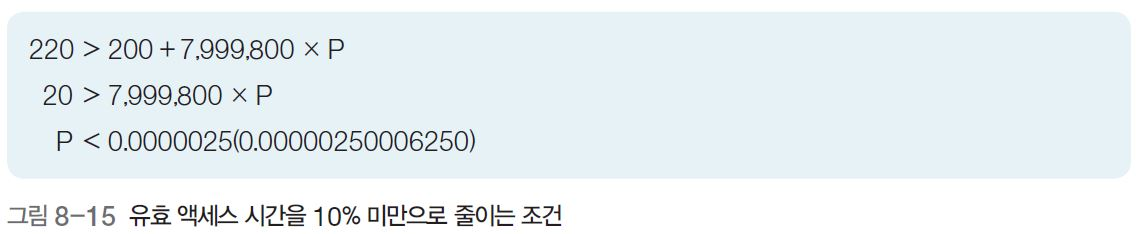 220 > 200 + 7,999,800 × P
20 > 7,999,800 × P
P < 0.0000025(0.00000250006250)
그림 8-15 유효 액세스 시간을 10% 미만으로 줄이는 조건